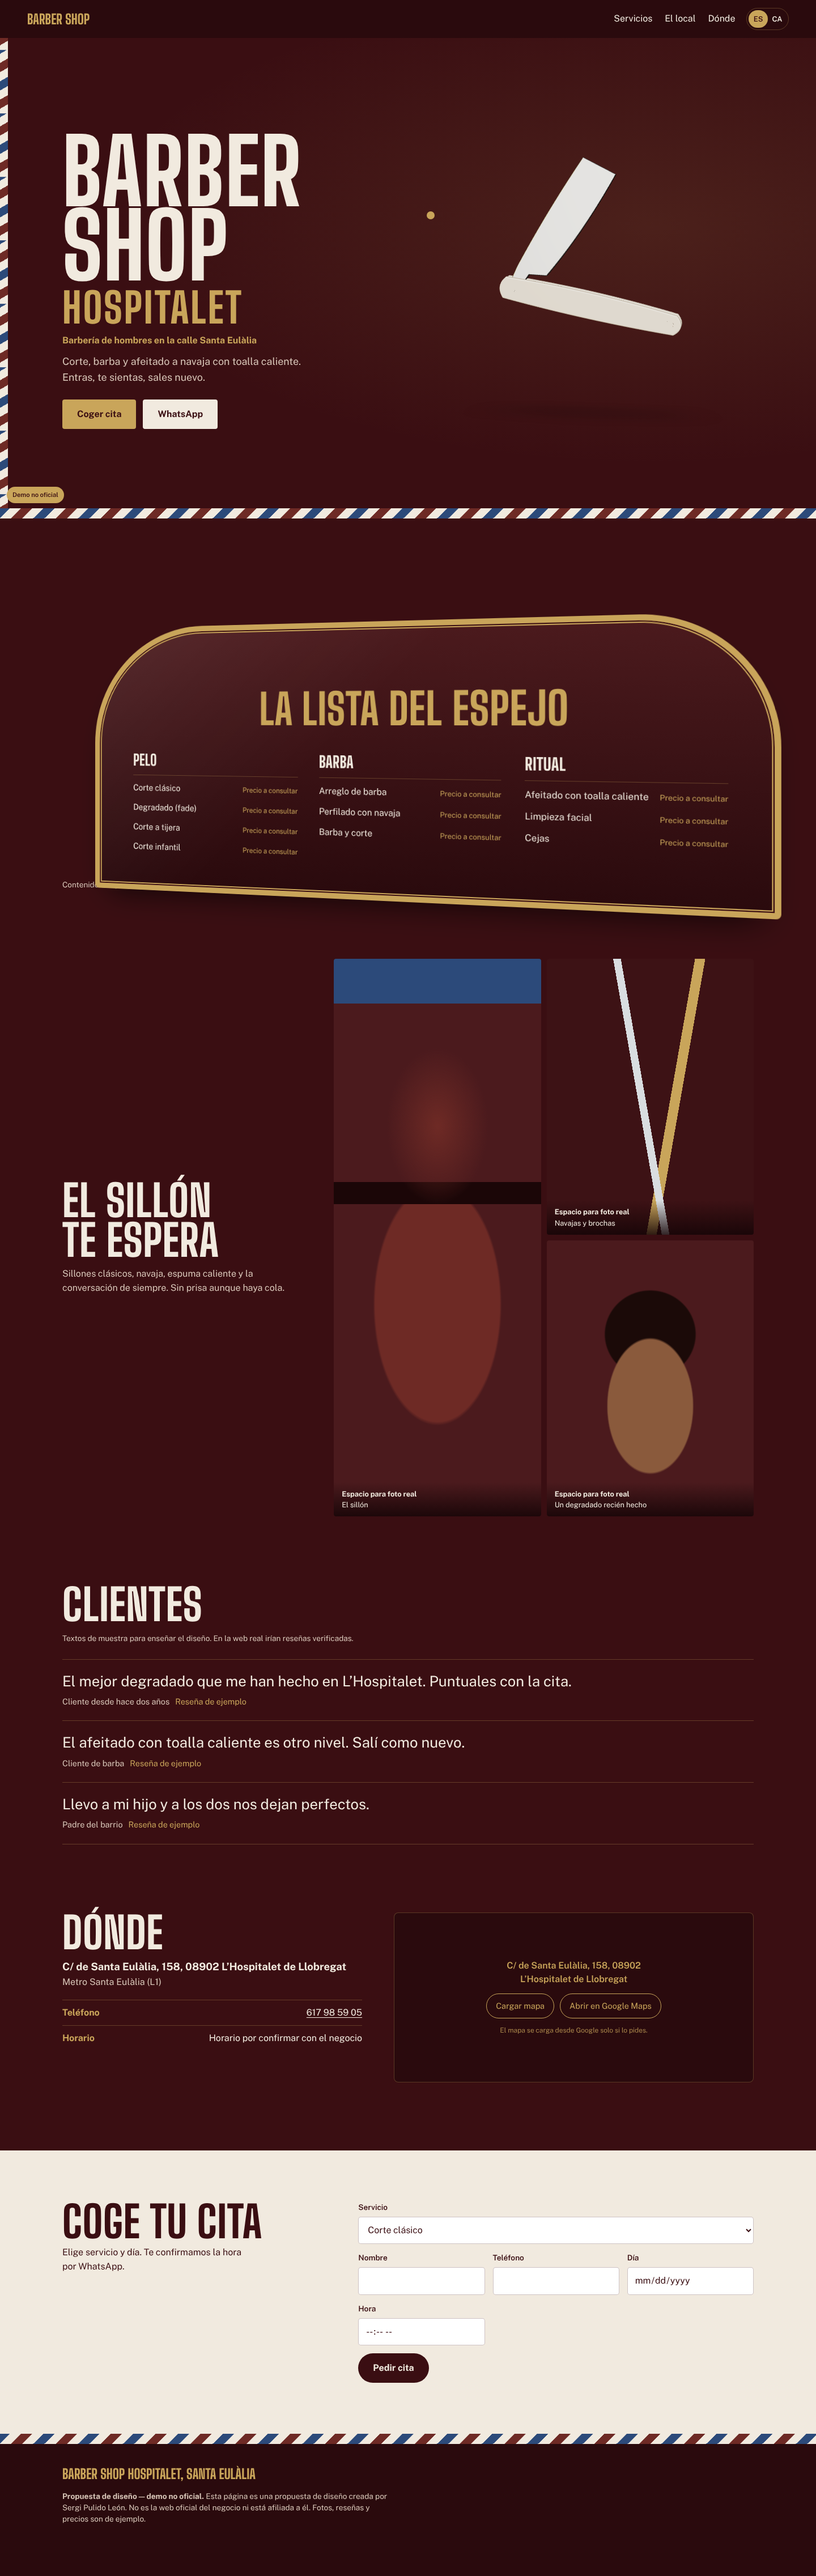 BARBER SHOP
Servicios El local Dónde ES CA
BARBER
SHOP
HOSPITALET
Barbería de hombres en la calle Santa Eulàlia
Corte, barba y afeitado a navaja con toalla caliente.
Entras, te sientas, sales nuevo.
Coger cita WhatsApp
Demo no oficial
LA LISTA DEL ESPEJO
PELO
Corte clásico Precio a consultar
Degradado (fade) Precio a consultar
Corte a tijera Precio a consultar
Corte infantil Precio a consultar
BARBA
Arreglo de barba Precio a consultar
Perfilado con navaja Precio a consultar
Barba y corte Precio a consultar
RITUAL
Afeitado con toalla caliente Precio a consultar
Limpieza facial Precio a consultar
Cejas Precio a consultar
EL SILLÓN
TE ESPERA
Sillones clásicos, navaja, espuma caliente y la
conversación de siempre. Sin prisa aunque haya cola.
Espacio para foto real
Navajas y brochas
Espacio para foto real
El sillón
Espacio para foto real
Un degradado recién hecho
CLIENTES
Textos de muestra para enseñar el diseño. En la web real irían reseñas verificadas.
El mejor degradado que me han hecho en L’Hospitalet. Puntuales con la cita.
Cliente desde hace dos años Reseña de ejemplo
El afeitado con toalla caliente es otro nivel. Salí como nuevo.
Cliente de barba Reseña de ejemplo
Llevo a mi hijo y a los dos nos dejan perfectos.
Padre del barrio Reseña de ejemplo
DÓNDE
C/ de Santa Eulàlia, 158, 08902 L’Hospitalet de Llobregat
Metro Santa Eulàlia (L1)
Teléfono 617 98 59 05
Horario Horario por confirmar con el negocio
C/ de Santa Eulàlia, 158, 08902
L’Hospitalet de Llobregat
Cargar mapa Abrir en Google Maps
El mapa se carga desde Google solo si lo pides.
COGE TU CITA
Elige servicio y día. Te confirmamos la hora
por WhatsApp.
Servicio
Corte clásico
Nombre Teléfono Día
mm/dd/yyyy
Hora
--:-- --
Pedir cita
BARBER SHOP HOSPITALET, SANTA EULÀLIA
Propuesta de diseño — demo no oficial. Esta página es una propuesta de diseño creada por
Sergi Pulido León. No es la web oficial del negocio ni está afiliada a él. Fotos, reseñas y
precios son de ejemplo.